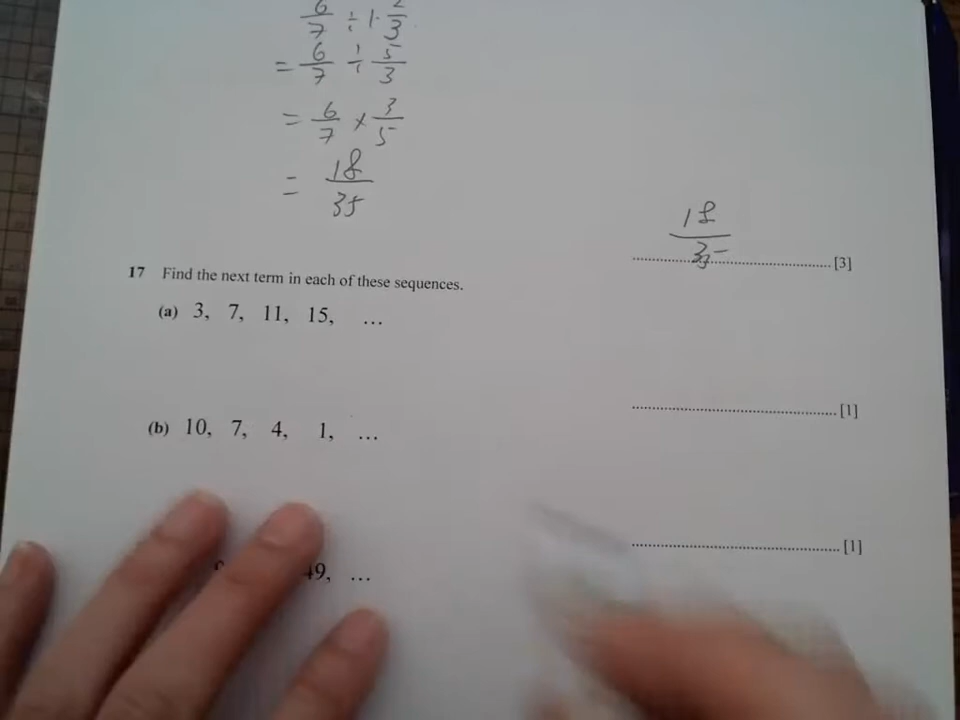 6/7 ÷ 1 2/3
= 6/7 ÷ 5/3
= 6/7 × 3/5
= 18/35
18/35
[3]
17 Find the next term in each of these sequences.
(a) 3, 7, 11, 15, ...
[1]
(b) 10, 7, 4, 1, ...
[1]
49, ...